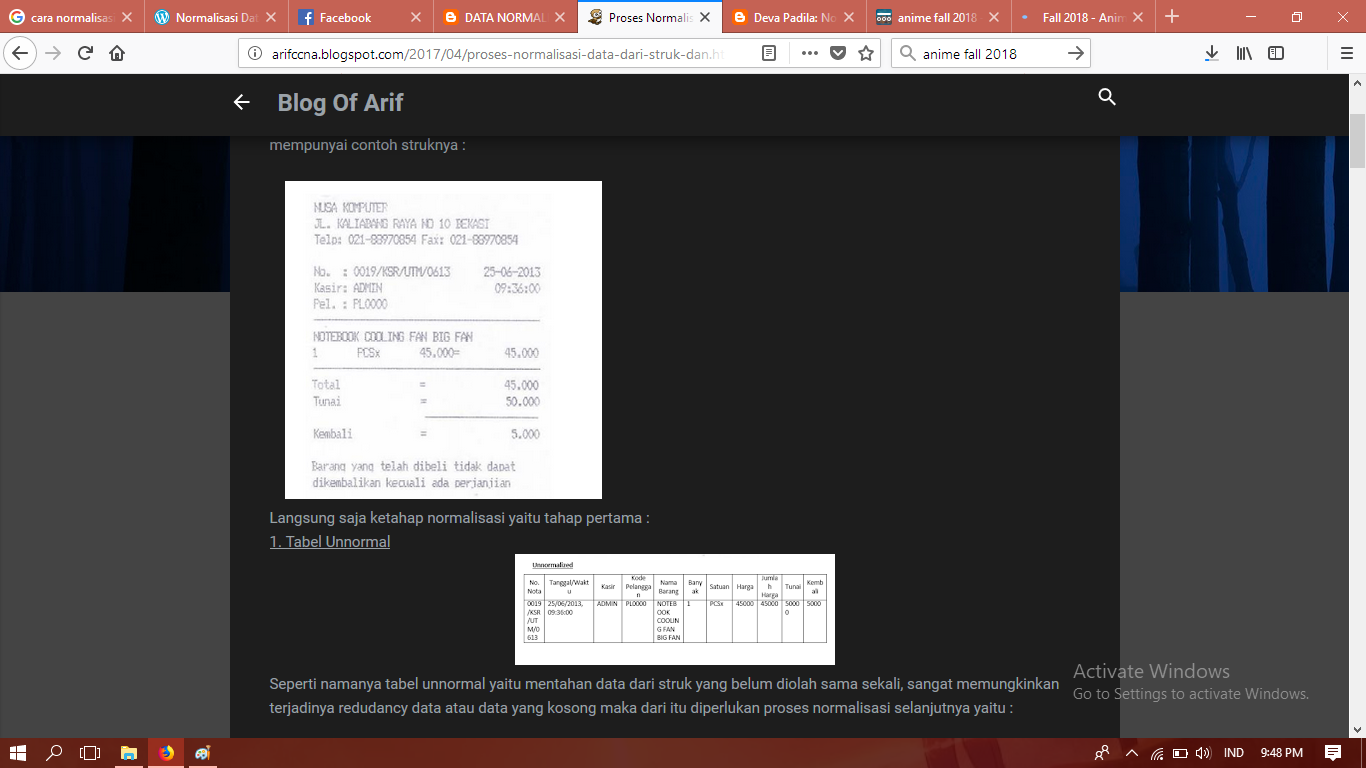 cara normalisas
Normalisasi Dat
Facebook
DATA NORMAL
Proses Normalis
Deva Padila: No
anime fall 2018 -
Fall 2018 - Anim
arifccna.blogspot.com/2017/04/proses-normalisasi-data-dari-struk-dan.ht
anime fall 2018
Blog Of Arif
mempunyai contoh struknya :
NUSA KOMPUTER
JL. KALIABANG RAYA NO 10 BEKASI
Telp: 021-88970854 Fax: 021-88970854
No. : 0019/KSR/UTM/0613 25-06-2013
Kasir: ADMIN 09:36:00
Pel. : PL0000
NOTEBOOK COOLING FAN BIG FAN
1 PCSx 45.000= 45.000
Total = 45.000
Tunai = 50.000
Kembali = 5.000
Barang yang telah dibeli tidak dapat
dikembalikan kecuali ada perjanjian
Langsung saja ketahap normalisasi yaitu tahap pertama :
1. Tabel Unnormal
Unnormalized
No. Nota Tanggal/Waktu Kasir Kode Pelanggan Nama Barang Banyak Satuan Harga Jumlah Harga Tunai Kembali
0019/KSR/UTM/0613 25/06/2013, 09:36:00 ADMIN PL0000 NOTEBOOK COOLING FAN BIG FAN 1 PCSx 45000 45000 50000 5000
Seperti namanya tabel unnormal yaitu mentahan data dari struk yang belum diolah sama sekali, sangat memungkinkan
terjadinya redudancy data atau data yang kosong maka dari itu diperlukan proses normalisasi selanjutnya yaitu :
Activate Windows
Go to Settings to activate Windows.
IND
9:48 PM